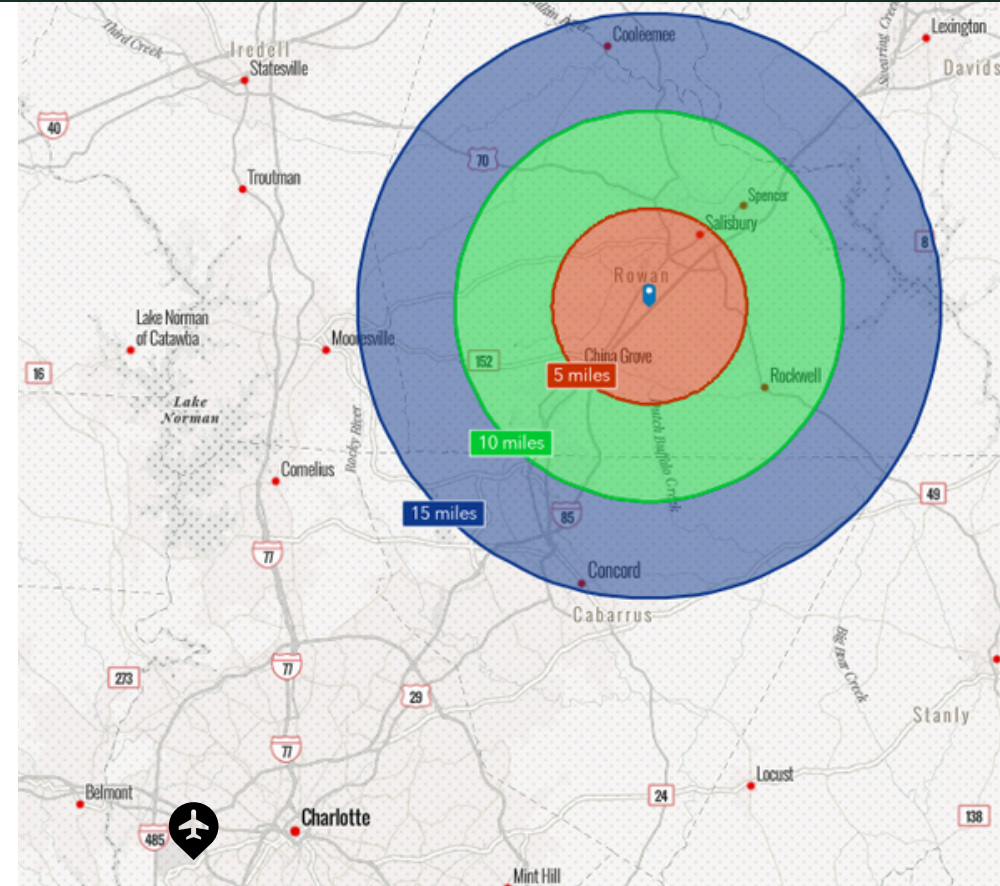 Third Creek
Iredell
Statesville
Cooleemee
Swearing Creek
Lexington
Davids
40
70
Troutman
Spencer
Salisbury
8
Rowan
Lake Norman
of Catawba
Mooresville
China Grove
152
16
5 miles
Rockwell
Lake
Norman
Rocky River
Dutch Buffalo Creek
10 miles
Cornelius
49
15 miles
85
77
Concord
Cabarrus
Big Bear Creek
77
273
29
Stanly
77
Locust
Belmont
24
Charlotte
138
485
Mint Hill